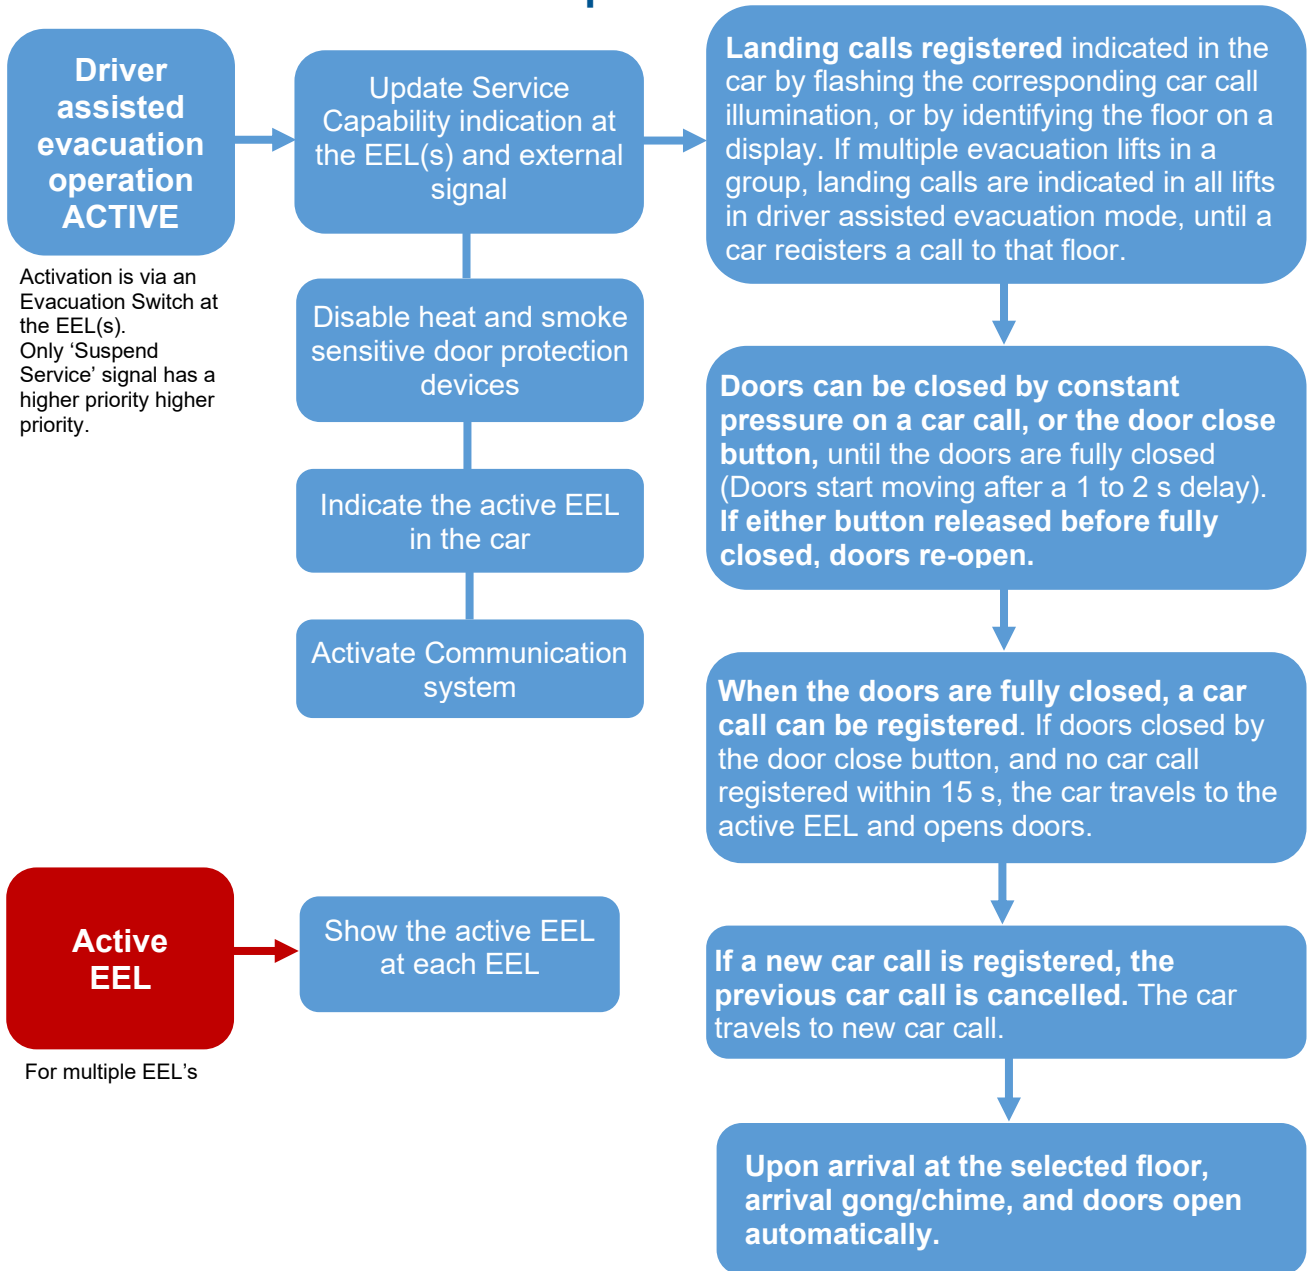 Driver
assisted
evacuation
operation
ACTIVE
Activation is via an
Evacuation Switch at
the EEL(s).
Only ‘Suspend
Service’ signal has a
higher priority higher
priority.
Update Service
Capability indication at
the EEL(s) and external
signal
Disable heat and smoke
sensitive door protection
devices
Indicate the active EEL
in the car
Activate Communication
system
Landing calls registered indicated in the
car by flashing the corresponding car call
illumination, or by identifying the floor on a
display. If multiple evacuation lifts in a
group, landing calls are indicated in all lifts
in driver assisted evacuation mode, until a
car registers a call to that floor.
Doors can be closed by constant
pressure on a car call, or the door close
button, until the doors are fully closed
(Doors start moving after a 1 to 2 s delay).
If either button released before fully
closed, doors re-open.
When the doors are fully closed, a car
call can be registered. If doors closed by
the door close button, and no car call
registered within 15 s, the car travels to the
active EEL and opens doors.
If a new car call is registered, the
previous car call is cancelled. The car
travels to new car call.
Upon arrival at the selected floor,
arrival gong/chime, and doors open
automatically.
Active
EEL
For multiple EEL’s
Show the active EEL
at each EEL